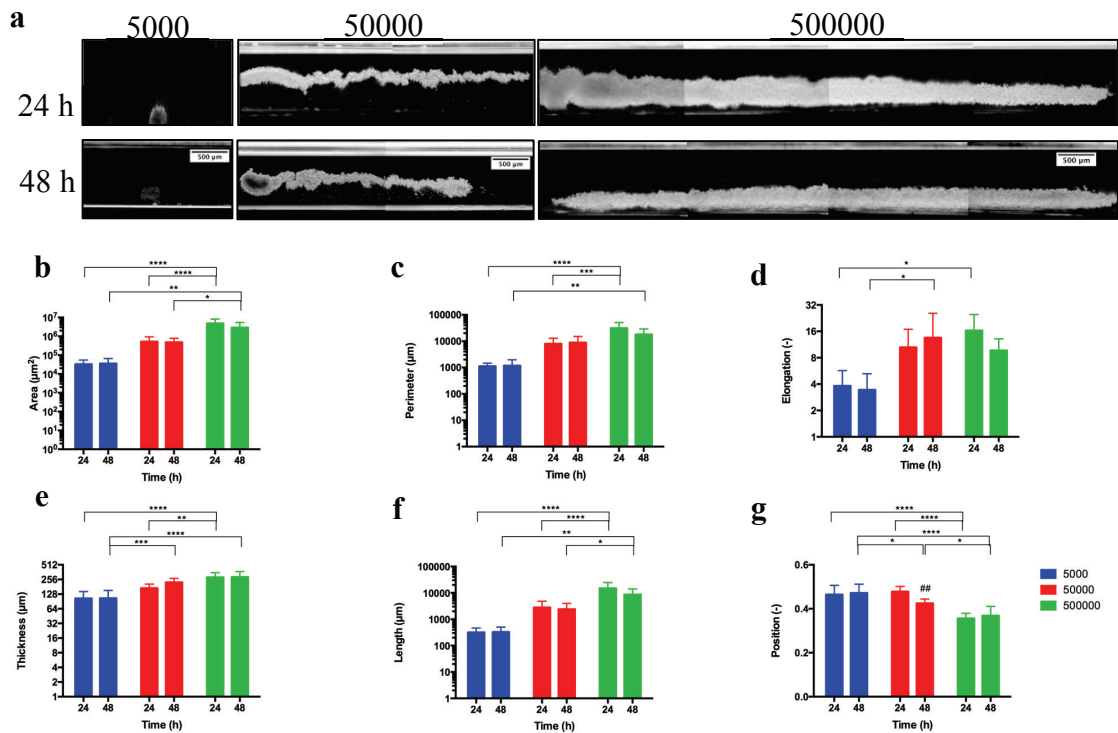 a
5000 50000 500000
24 h
48 h
500 µm 500 µm 500 µm
b
****
****
**
*
10⁷
10⁶
10⁵
10⁴
10³
10²
10¹
10⁰
Area (µm²)
24 48 24 48 24 48
Time (h)
c
****
***
**
100000
10000
1000
100
10
1
Perimeter (µm)
24 48 24 48 24 48
Time (h)
d
*
*
32
16
8
4
2
1
Elongation (-)
24 48 24 48 24 48
Time (h)
e
****
**
****
***
512
256
128
64
32
16
8
4
2
1
Thickness (µm)
24 48 24 48 24 48
Time (h)
f
****
****
**
*
100000
10000
1000
100
10
1
Length (µm)
24 48 24 48 24 48
Time (h)
g
****
****
****
* *
##
0.6
0.4
0.2
0.0
Position (-)
24 48 24 48 24 48
Time (h)
5000
50000
500000